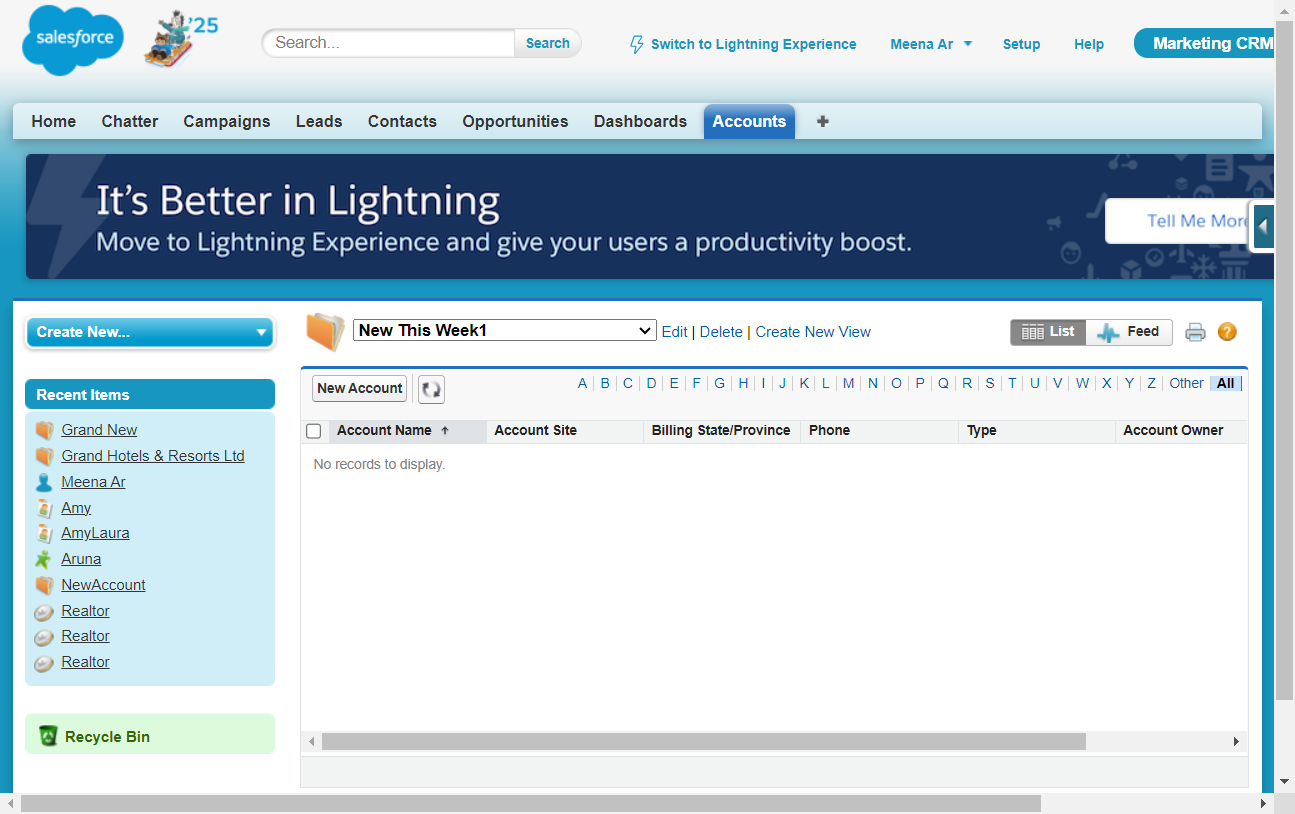 salesforce
'25
Search...
Search
Switch to Lightning Experience
Meena Ar
Setup
Help
Marketing CRM
Home
Chatter
Campaigns
Leads
Contacts
Opportunities
Dashboards
Accounts
+
It's Better in Lightning
Move to Lightning Experience and give your users a productivity boost.
Tell Me More
Create New...
Recent Items
Grand New
Grand Hotels & Resorts Ltd
Meena Ar
Amy
AmyLaura
Aruna
NewAccount
Realtor
Realtor
Realtor
Recycle Bin
New This Week1
Edit | Delete | Create New View
List
Feed
?
New Account
A | B | C | D | E | F | G | H | I | J | K | L | M | N | O | P | Q | R | S | T | U | V | W | X | Y | Z | Other | All
Account Name
Account Site
Billing State/Province
Phone
Type
Account Owner
No records to display.